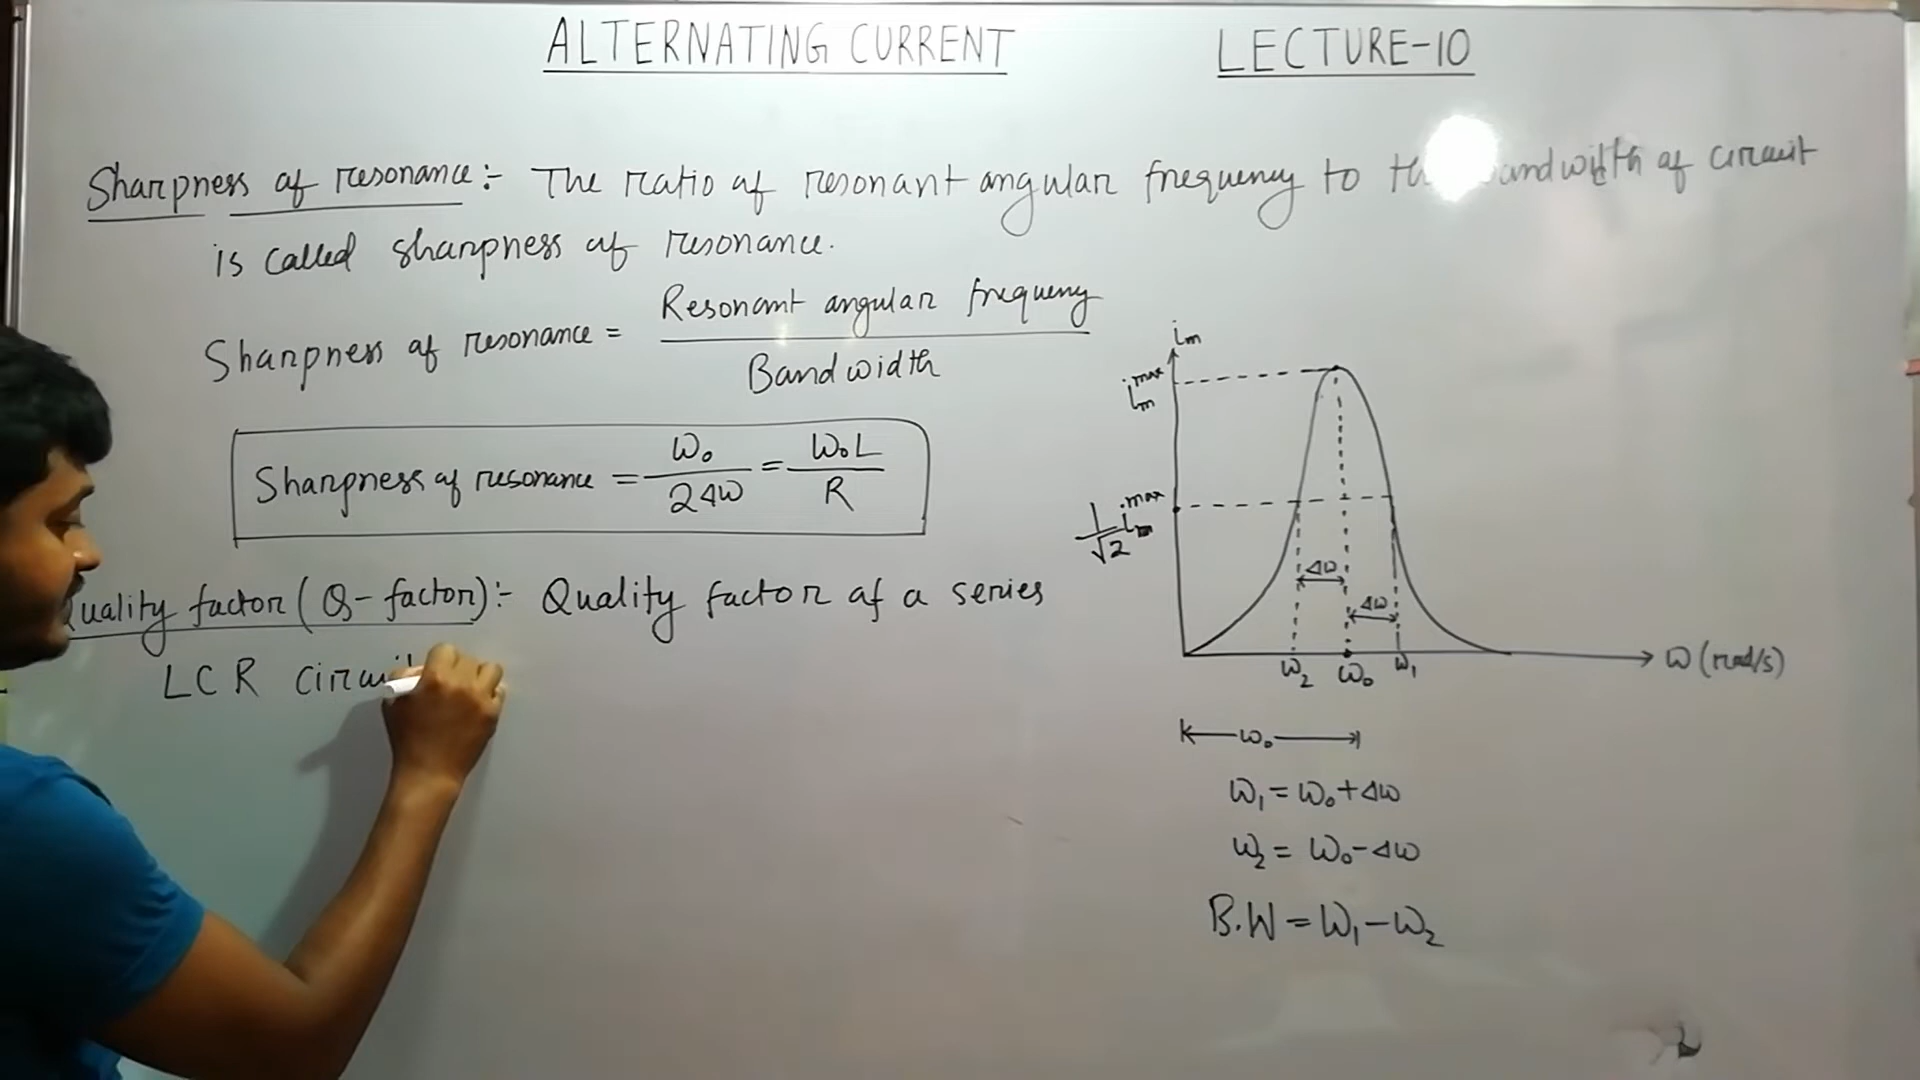 ALTERNATING CURRENT LECTURE-10
Sharpness of resonance:- The ratio of resonant angular frequency to th andwidth of circuit
is called sharpness of resonance.
Sharpness of resonance = Resonant angular frequency / Bandwidth
Sharpness of resonance = ω₀ / 2Δω = ω₀L / R
Quality factor (Q-factor):- Quality factor of a series
LCR circui
iₘ
iₘᵐᵃˣ
1/√2 iₘᵐᵃˣ
Δω
Δω
ω₂ ω₀ ω₁ ω (rad/s)
ω₀
ω₁ = ω₀ + Δω
ω₂ = ω₀ - Δω
B.W = ω₁ - ω₂